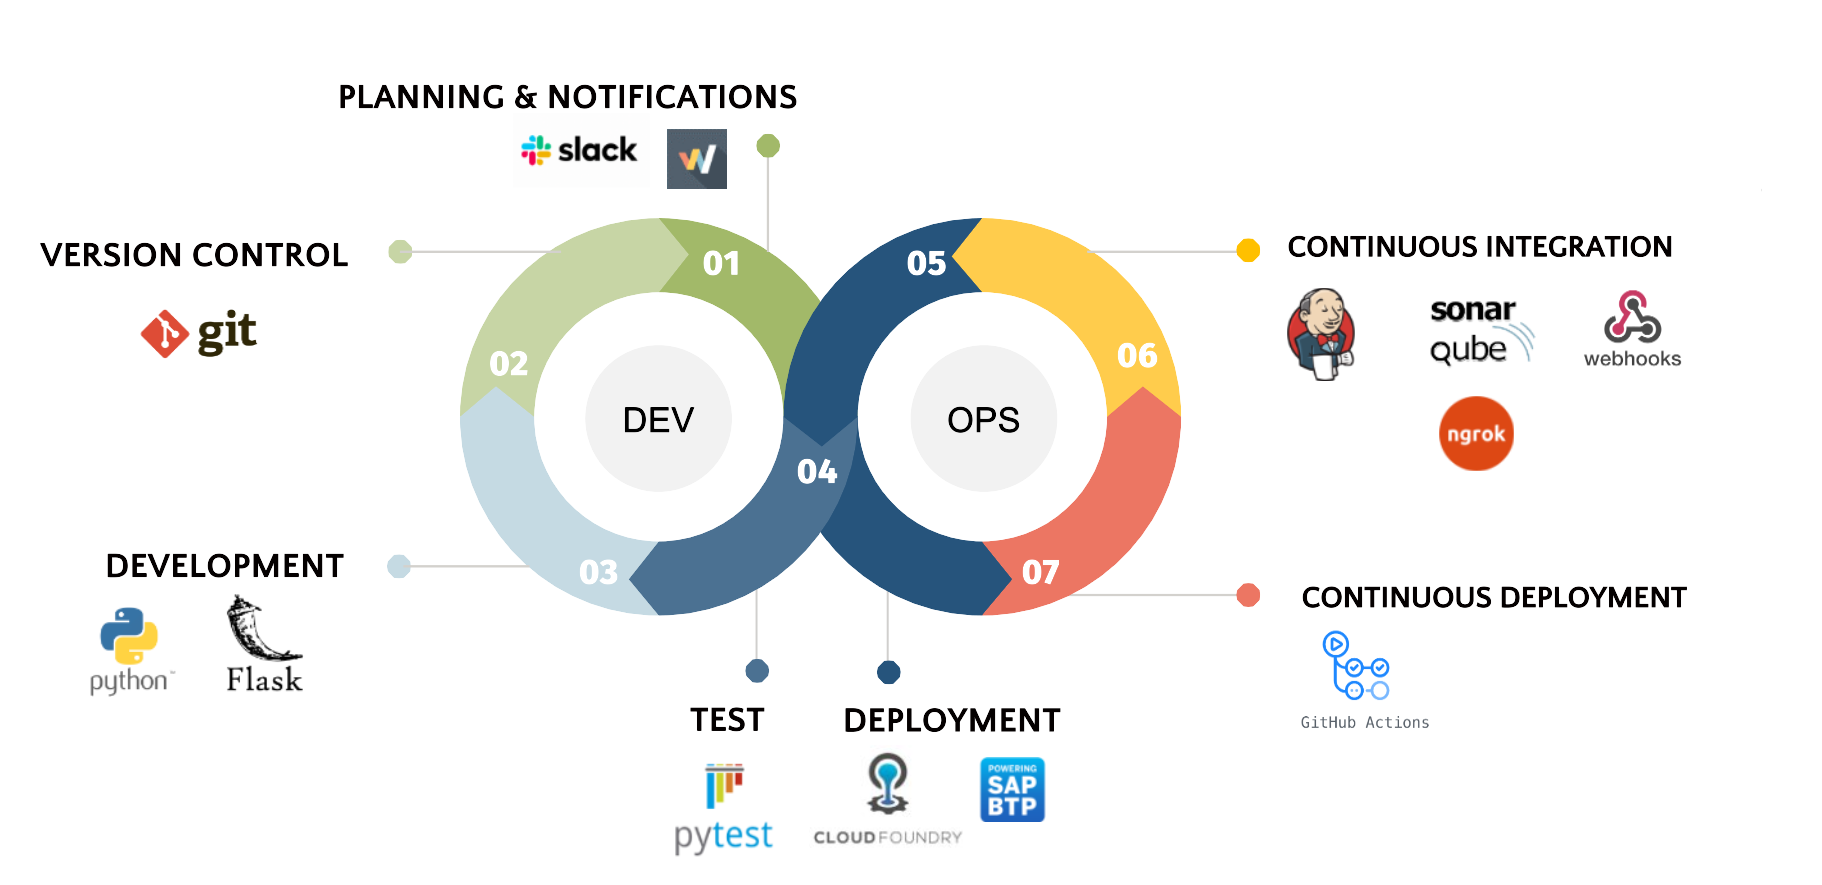 PLANNING & NOTIFICATIONS
slack
W
VERSION CONTROL
git
01
02
03
04
05
06
07
DEV
OPS
CONTINUOUS INTEGRATION
sonar
qube
webhooks
ngrok
DEVELOPMENT
python™
Flask
TEST
pytest
DEPLOYMENT
CLOUD FOUNDRY
POWERING
SAP
BTP
CONTINUOUS DEPLOYMENT
GitHub Actions